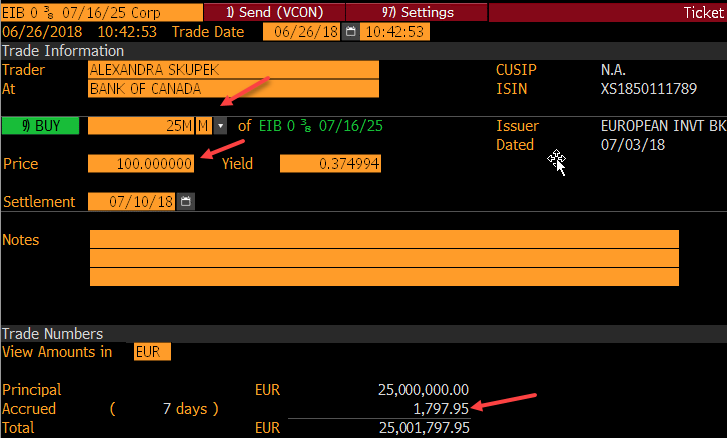 EIB 0 ⅜ 07/16/25 Corp 1) Send (VCON) 97) Settings Ticket
06/26/2018 10:42:53 Trade Date 06/26/18 10:42:53
Trade Information
Trader ALEXANDRA SKUPEK CUSIP N.A.
At BANK OF CANADA ISIN XS1850111789
9) BUY 25M M of EIB 0 ⅜ 07/16/25 Issuer EUROPEAN INVT BK
Dated 07/03/18
Price 100.000000 Yield 0.374994
Settlement 07/10/18
Notes
Trade Numbers
View Amounts in EUR
Principal EUR 25,000,000.00
Accrued ( 7 days ) 1,797.95
Total EUR 25,001,797.95